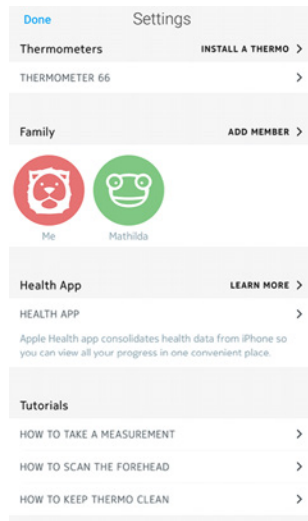 Done Settings
Thermometers INSTALL A THERMO >
THERMOMETER 66 >
Family ADD MEMBER >
Me Mathilda
Health App LEARN MORE >
HEALTH APP >
Apple Health app consolidates health data from iPhone so
you can view all your progress in one convenient place.
Tutorials
HOW TO TAKE A MEASUREMENT >
HOW TO SCAN THE FOREHEAD >
HOW TO KEEP THERMO CLEAN >